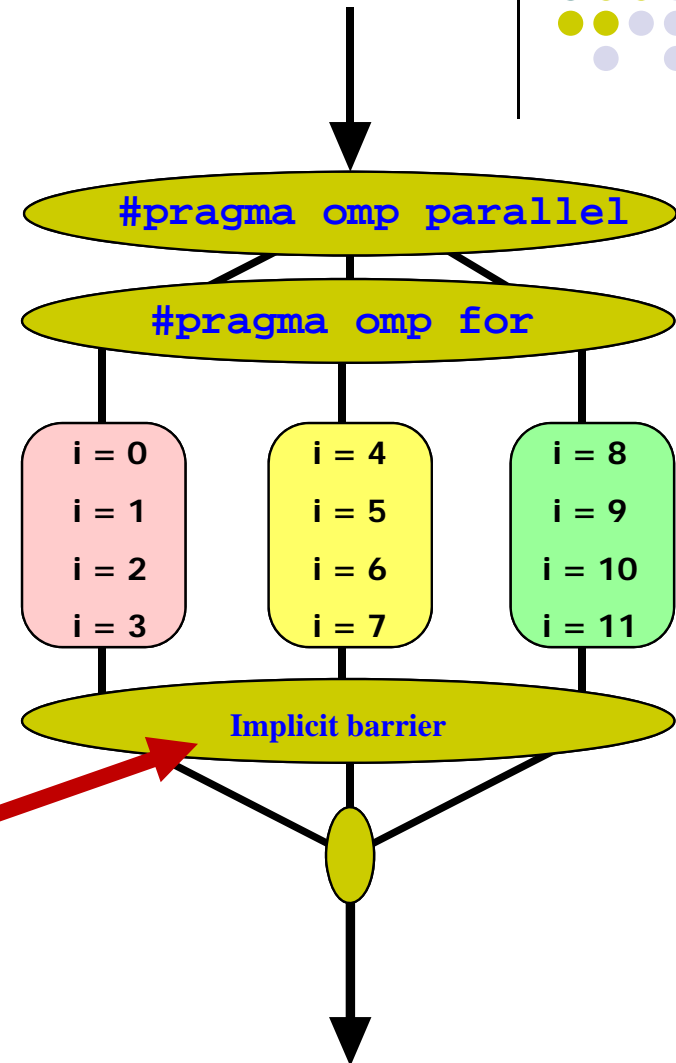 #pragma omp parallel
#pragma omp for
i = 0
i = 1
i = 2
i = 3
i = 4
i = 5
i = 6
i = 7
i = 8
i = 9
i = 10
i = 11
Implicit barrier